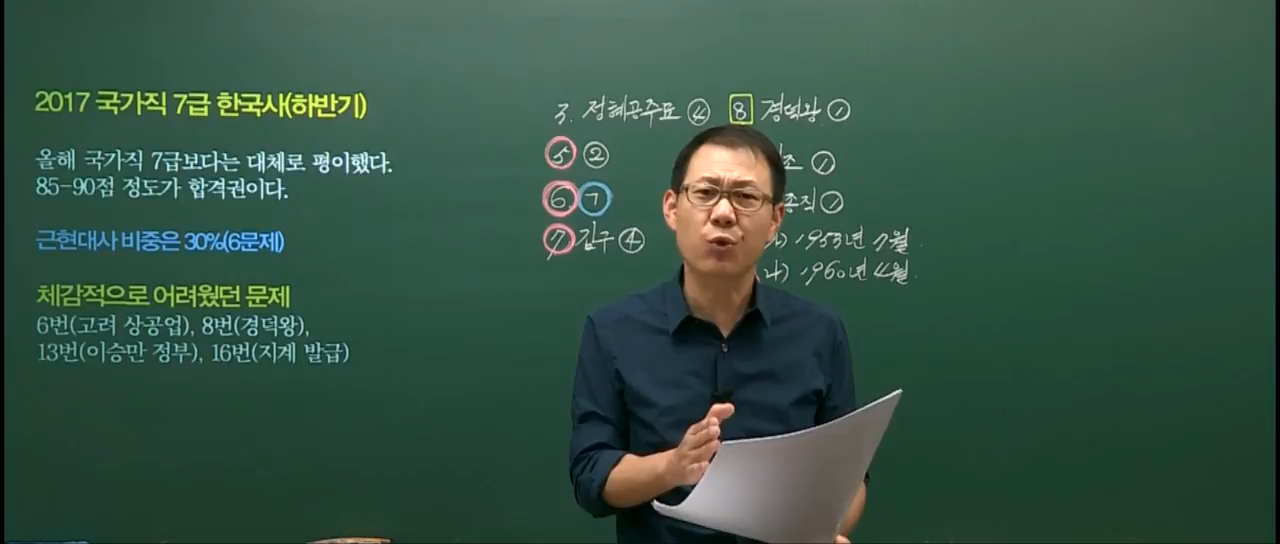 2017 국가직 7급 한국사(하반기)
올해 국가직 7급보다는 대체로 평이했다.
85-90점 정도가 합격권이다.
근현대사 비중은 30%(6문제)
체감적으로 어려웠던 문제
6번(고려 상공업), 8번(경덕왕),
13번(이승만 정부), 16번(지계 발급)
3. 정혜공주묘 ④
5 ②
6.
7. 김구 ④
8 경덕왕 ①
조 ①
종직 ①
1953년 7월.
나) 1960년 4월.